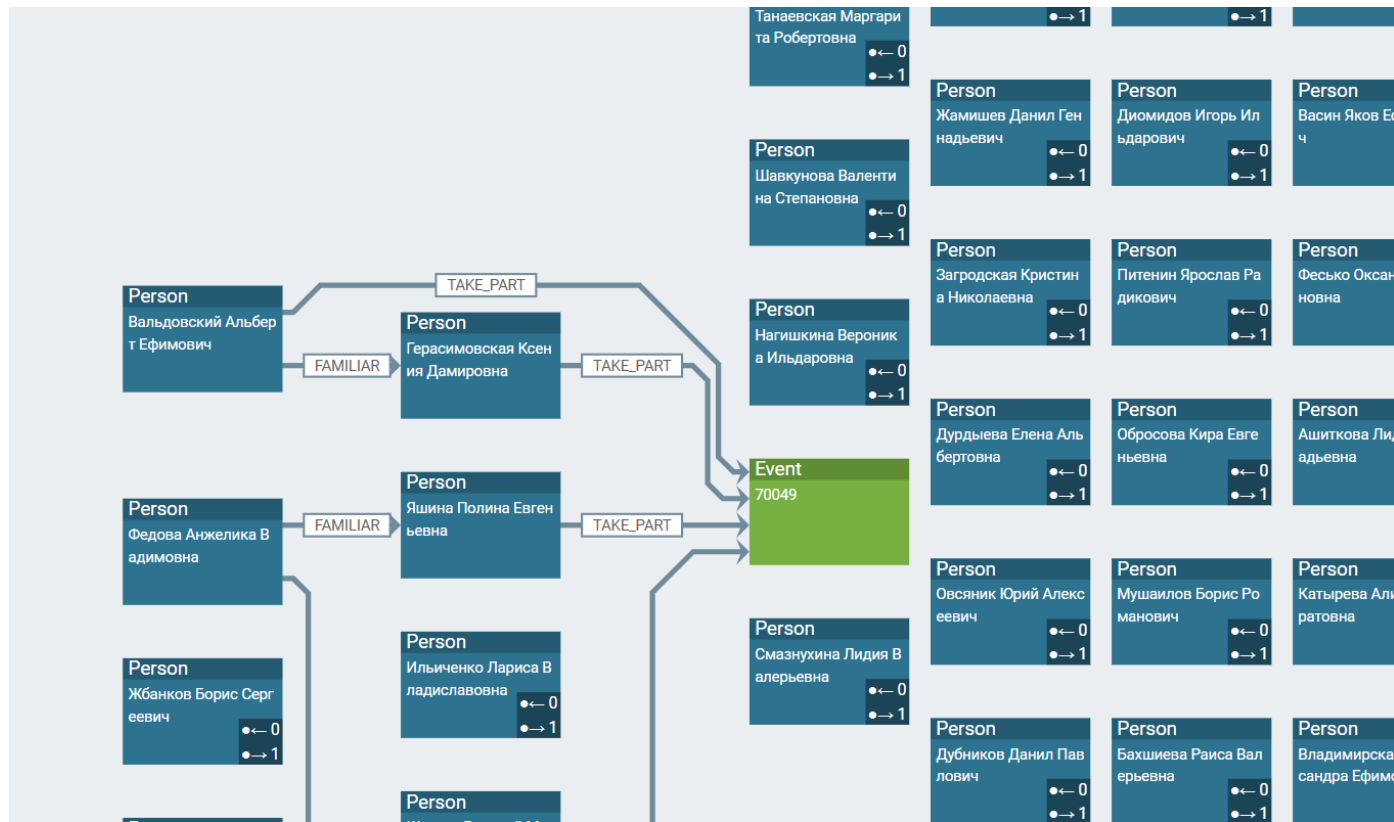 Танаевская Маргари
та Робертовна
●← 0
●→ 1
●→ 1
●→ 1
Person
Жамишев Данил Ген
надьевич
●← 0
●→ 1
Person
Диомидов Игорь Ил
ьдарович
●← 0
●→ 1
Person
Васин Яков
ч
Person
Шавкунова Валенти
на Степановна
●← 0
●→ 1
Person
Загродская Кристин
а Николаевна
●← 0
●→ 1
Person
Питенин Ярослав Ра
дикович
●← 0
●→ 1
Person
Фесько Оксан
новна
TAKE_PART
Person
Вальдовский Альбер
т Ефимович
FAMILIAR
Person
Герасимовская Ксен
ия Дамировна
TAKE_PART
Person
Нагишкина Вероник
а Ильдаровна
●← 0
●→ 1
Person
Дурдыева Елена Аль
бертовна
●← 0
●→ 1
Person
Обросова Кира Евге
ньевна
●← 0
●→ 1
Person
Ашиткова
адьевна
Event
70049
Person
Федова Анжелика В
адимовна
FAMILIAR
Person
Яшина Полина Евген
ьевна
TAKE_PART
Person
Овсяник Юрий Алекс
еевич
●← 0
●→ 1
Person
Мушаилов Борис Ро
манович
●← 0
●→ 1
Person
Катырева Али
ратовна
Person
Смазнухина Лидия В
алерьевна
●← 0
●→ 1
Person
Ильиченко Лариса В
ладиславовна
●← 0
●→ 1
Person
Жбанков Борис Серг
еевич
●← 0
●→ 1
Person
Дубников Данил Пав
лович
●← 0
●→ 1
Person
Бахшиева Раиса Вал
ерьевна
●← 0
●→ 1
Person
Владимирска
сандра Ефимо
Person